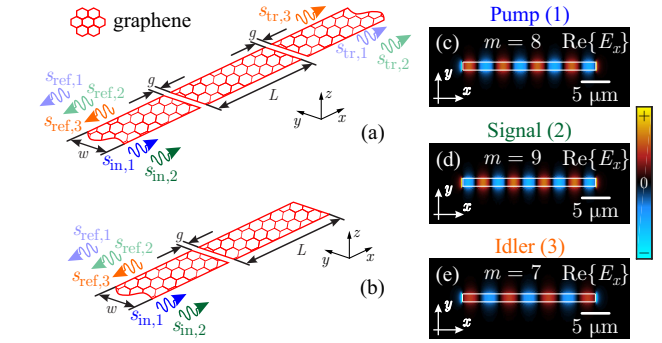 graphene
s_tr,3
s_tr,1
s_tr,2
g
L
s_ref,1
s_ref,2
s_ref,3
w
s_in,1
s_in,2
z
y
x
(a)
s_ref,1
s_ref,2
s_ref,3
g
L
w
s_in,1
s_in,2
z
y
x
(b)
Pump (1)
(c) m = 8 Re{E_x}
y
x
5 µm
Signal (2)
(d) m = 9 Re{E_x}
y
x
5 µm
Idler (3)
(e) m = 7 Re{E_x}
y
x
5 µm
+
0
−